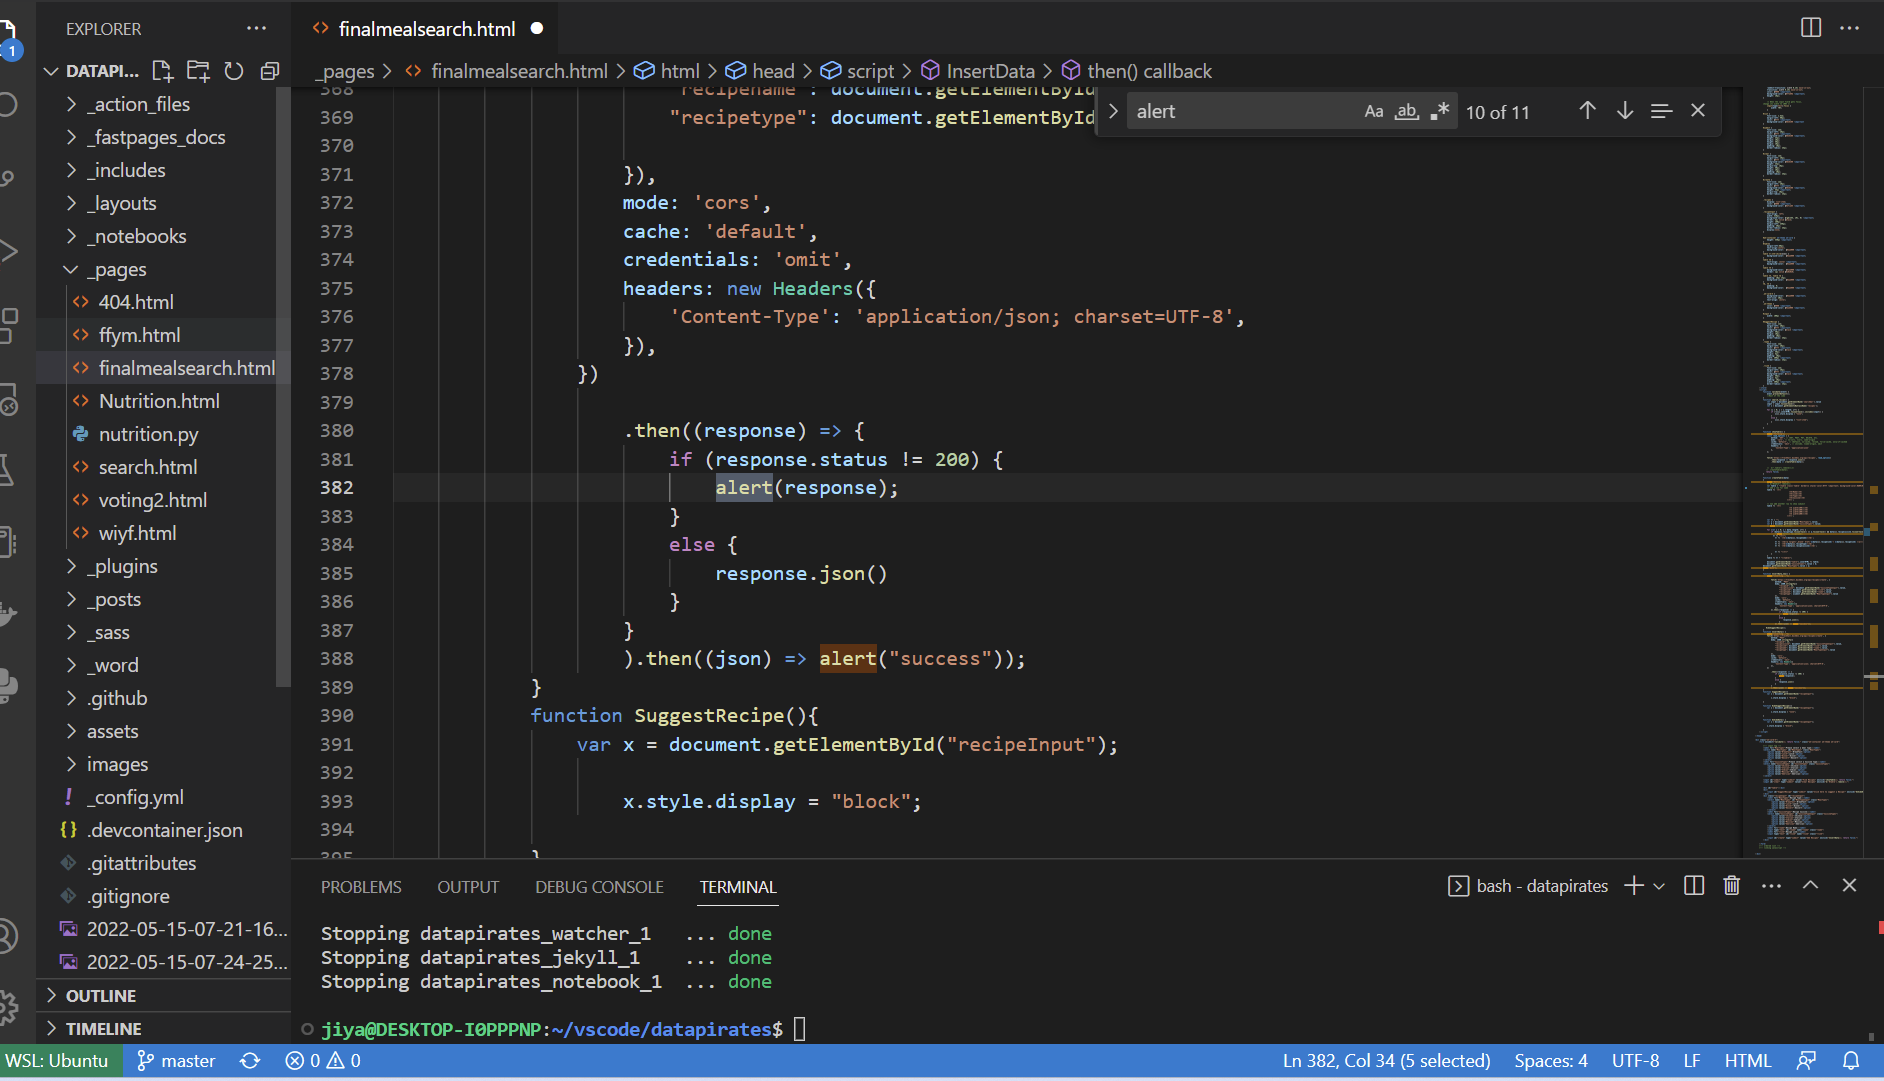 EXPLORER
finalmealsearch.html
1
DATAPI...
_pages > finalmealsearch.html > html > head > script > InsertData > then() callback
alert
Aa ab
10 of 11
_action_files
_fastpages_docs
_includes
_layouts
_notebooks
_pages
404.html
ffym.html
finalmealsearch.html
Nutrition.html
nutrition.py
search.html
voting2.html
wiyf.html
_plugins
_posts
_sass
_word
.github
assets
images
_config.yml
.devcontainer.json
.gitattributes
.gitignore
2022-05-15-07-21-16...
2022-05-15-07-24-25...
OUTLINE
TIMELINE
368 "recipename": document.getElementById
369 "recipetype": document.getElementById
370
371 }),
372 mode: 'cors',
373 cache: 'default',
374 credentials: 'omit',
375 headers: new Headers({
376 'Content-Type': 'application/json; charset=UTF-8',
377 }),
378 })
379
380 .then((response) => {
381 if (response.status != 200) {
382 alert(response);
383 }
384 else {
385 response.json()
386 }
387 }
388 ).then((json) => alert("success"));
389 }
390 function SuggestRecipe(){
391 var x = document.getElementById("recipeInput");
392
393 x.style.display = "block";
394
395 }
PROBLEMS OUTPUT DEBUG CONSOLE TERMINAL
bash - datapirates
Stopping datapirates_watcher_1 ... done
Stopping datapirates_jekyll_1 ... done
Stopping datapirates_notebook_1 ... done
jiya@DESKTOP-I0PPPNP:~/vscode/datapirates$
WSL: Ubuntu master 0 0
Ln 382, Col 34 (5 selected) Spaces: 4 UTF-8 LF HTML